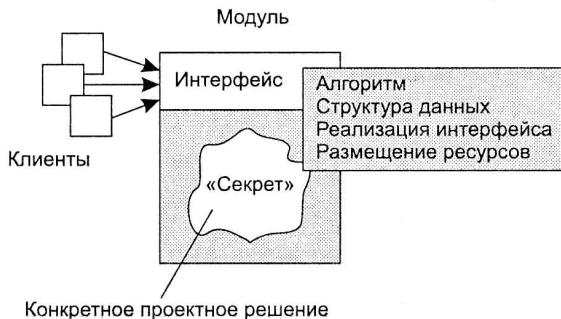 Модуль
Интерфейс
Алгоритм
Структура данных
Реализация интерфейса
Размещение ресурсов
Клиенты
«Секрет»
Конкретное проектное решение